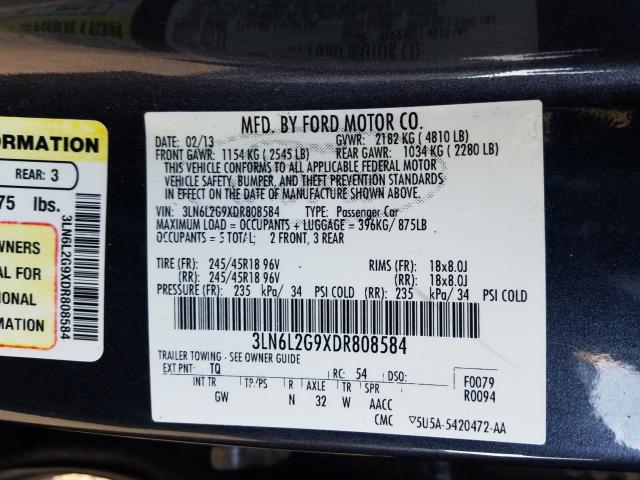 MFD. BY FORD MOTOR CO.
DATE: 02/13 GVWR: 2182 KG ( 4810 LB)
FRONT GAWR: 1154 KG ( 2545 LB) REAR GAWR: 1034 KG ( 2280 LB)
THIS VEHICLE CONFORMS TO ALL APPLICABLE FEDERAL MOTOR
VEHICLE SAFETY, BUMPER, AND THEFT PREVENTION STANDARDS
IN EFFECT ON THE DATE OF MANUFACTURE SHOWN ABOVE.
VIN: 3LN6L2G9XDR808584 TYPE: Passenger Car
MAXIMUM LOAD = OCCUPANTS + LUGGAGE = 396KG/ 875LB
OCCUPANTS = 5 TOTAL; 2 FRONT, 3 REAR
TIRE (FR): 245/45R18 96V RIMS (FR): 18x8.0J
(RR): 245/45R18 96V (RR): 18x8.0J
PRESSURE (FR): 235 kPa/ 34 PSI COLD (RR): 235 kPa/ 34 PSI COLD
3LN6L2G9XDR808584
TRAILER TOWING - SEE OWNER GUIDE
EXT PNT: TQ RC: 54 DSO: F0079
INT TR TP/PS R AXLE TR SPR R0094
GW N 32 W AACC
CMC ▽5U5A-5420472-AA
FORMATION
REAR: 3
75 lbs.
3LN6L2G9XDR808584
OWNERS
AL FOR
IONAL
RMATION
FORD MOTOR CO